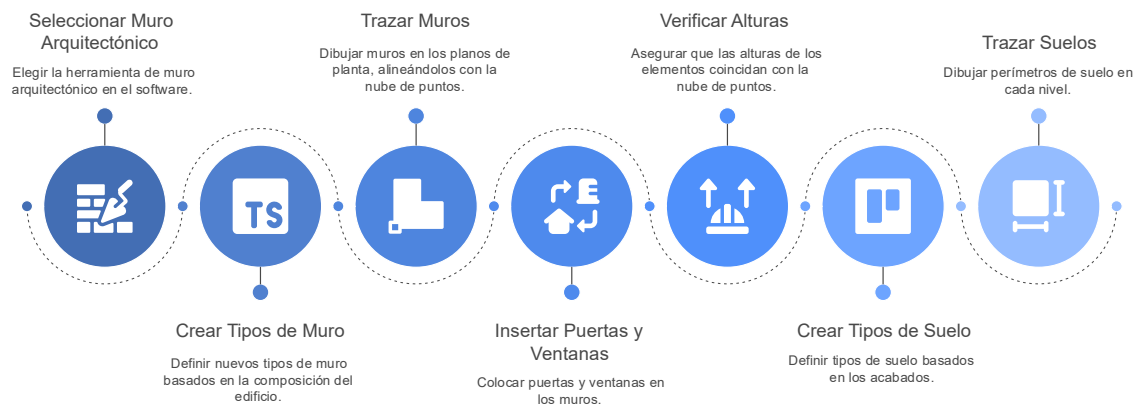 Seleccionar Muro
Arquitectónico
Elegir la herramienta de muro
arquitectónico en el software.
TS
Crear Tipos de Muro
Definir nuevos tipos de muro
basados en la composición del
edificio.
Trazar Muros
Dibujar muros en los planos de
planta, alineándolos con la
nube de puntos.
Insertar Puertas y
Ventanas
Colocar puertas y ventanas en
los muros.
Verificar Alturas
Asegurar que las alturas de los
elementos coincidan con la
nube de puntos.
Crear Tipos de Suelo
Definir tipos de suelo basados
en los acabados.
Trazar Suelos
Dibujar perímetros de suelo en
cada nivel.